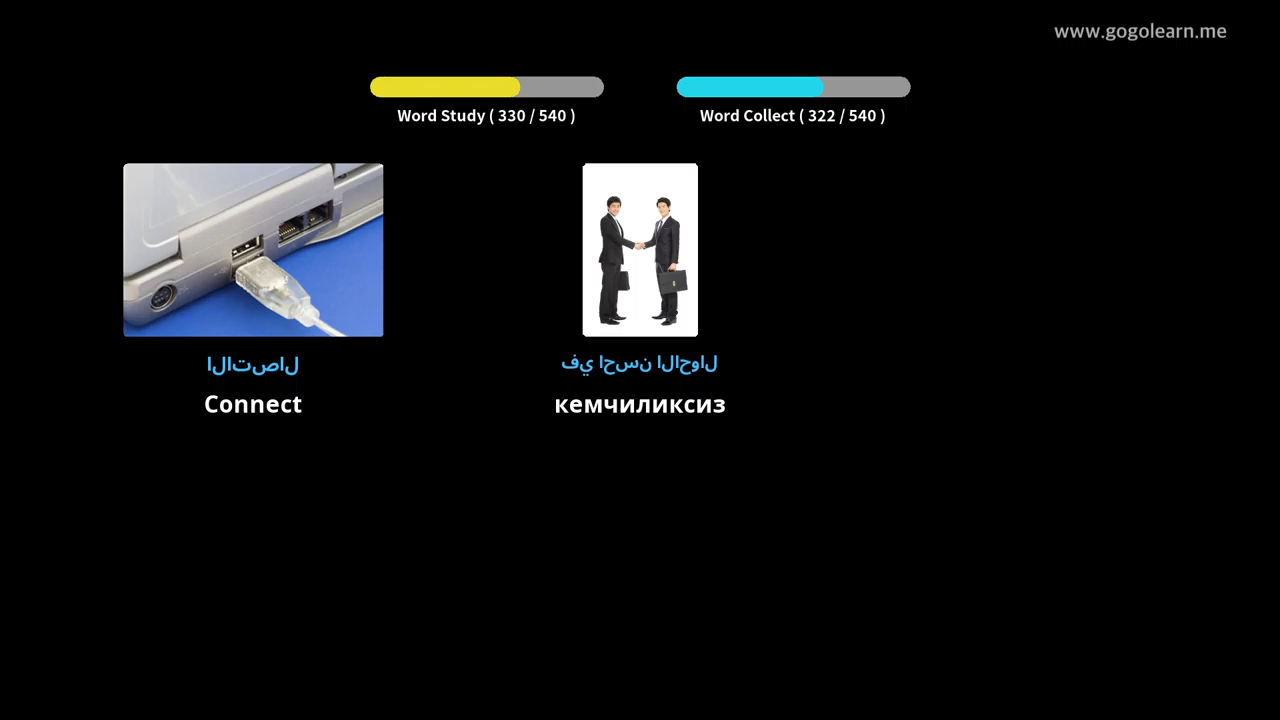 www.gogolearn.me
Word Study ( 330 / 540 )
Word Collect ( 322 / 540 )
الاتصال
Connect
في احسن الاحوال
кемчиликсиз